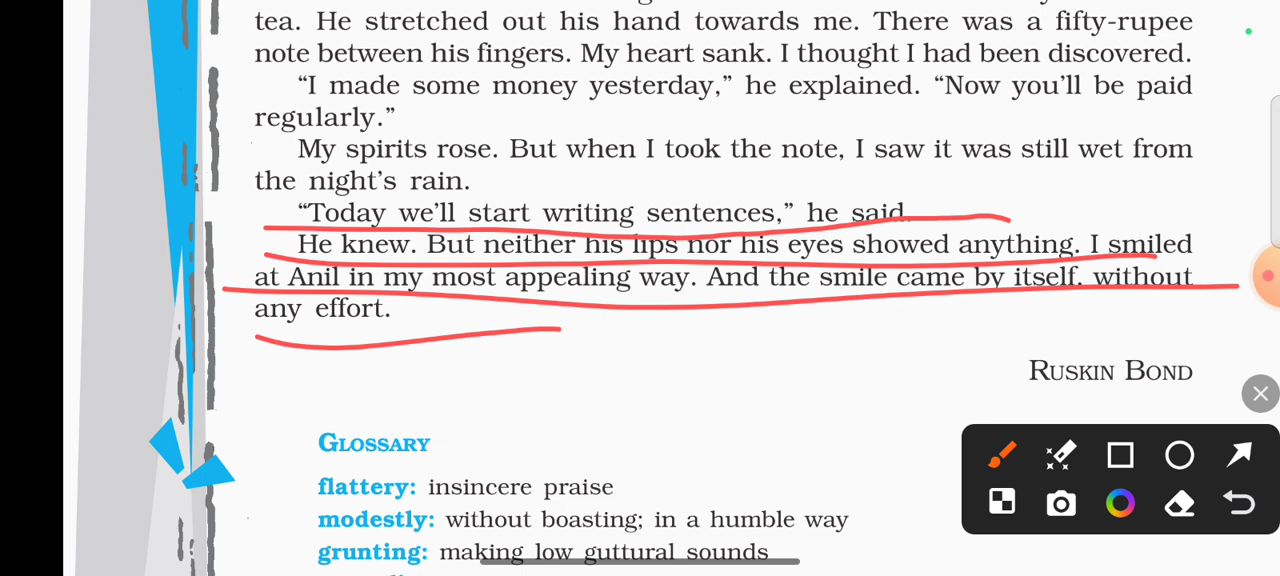 tea. He stretched out his hand towards me. There was a fifty-rupee
note between his fingers. My heart sank. I thought I had been discovered.
“I made some money yesterday,” he explained. “Now you’ll be paid
regularly.”
My spirits rose. But when I took the note, I saw it was still wet from
the night’s rain.
“Today we’ll start writing sentences,” he said.
He knew. But neither his lips nor his eyes showed anything. I smiled
at Anil in my most appealing way. And the smile came by itself, without
any effort.
RUSKIN BOND
GLOSSARY
flattery: insincere praise
modestly: without boasting; in a humble way
grunting: making low guttural sounds